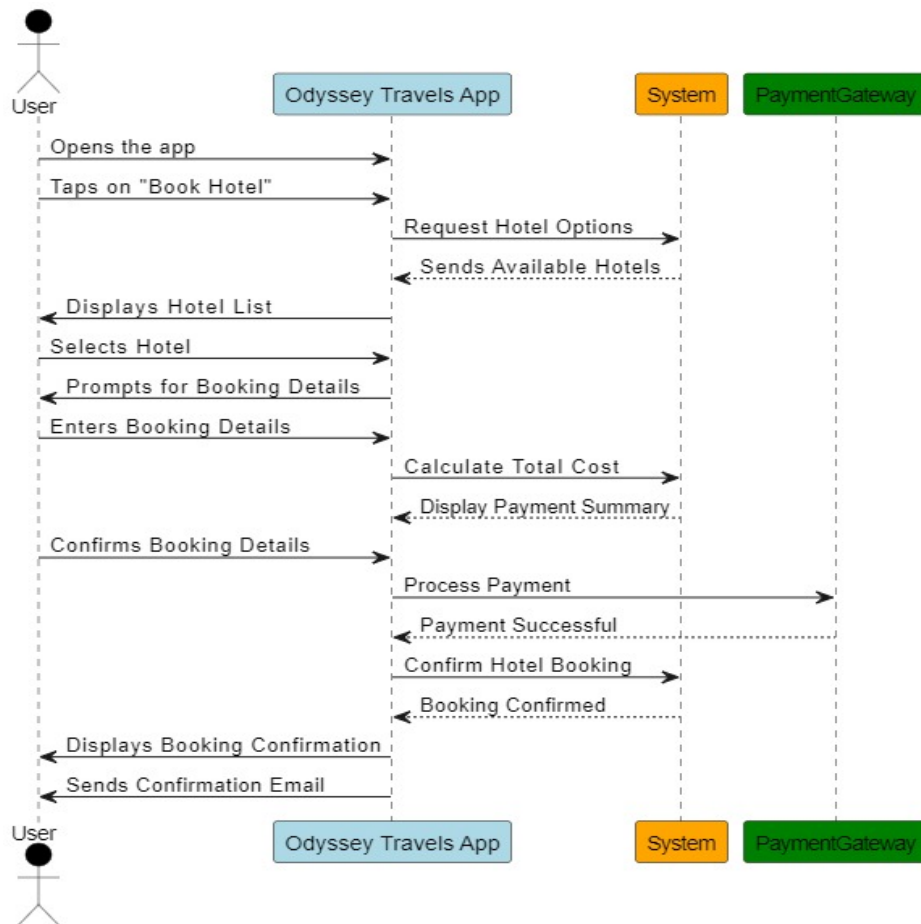 User
Odyssey Travels App
System
PaymentGateway
Opens the app
Taps on "Book Hotel"
Request Hotel Options
Sends Available Hotels
Displays Hotel List
Selects Hotel
Prompts for Booking Details
Enters Booking Details
Calculate Total Cost
Display Payment Summary
Confirms Booking Details
Process Payment
Payment Successful
Confirm Hotel Booking
Booking Confirmed
Displays Booking Confirmation
Sends Confirmation Email
User
Odyssey Travels App
System
PaymentGateway